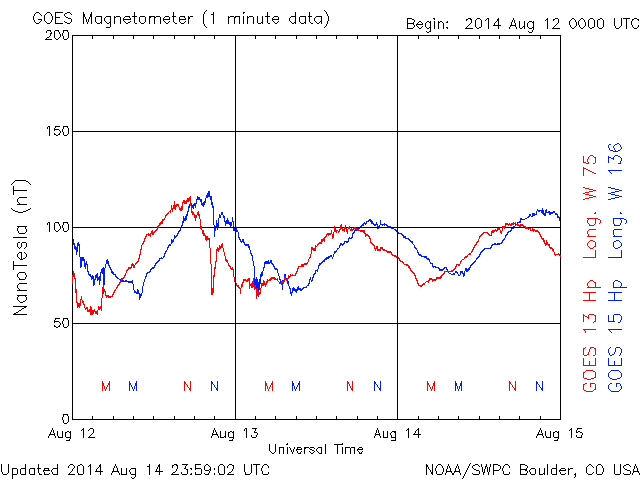 GOES Magnetometer (1 minute data)
Begin: 2014 Aug 12 0000 UTC
200
150
100
50
0
NanoTesla (nT)
M M N N M M N N M M N N
Aug 12 Aug 13 Aug 14 Aug 15
Universal Time
GOES 13 Hp Long. W 75
GOES 15 Hp Long. W 136
Updated 2014 Aug 14 23:59:02 UTC
NOAA/SWPC Boulder, CO USA